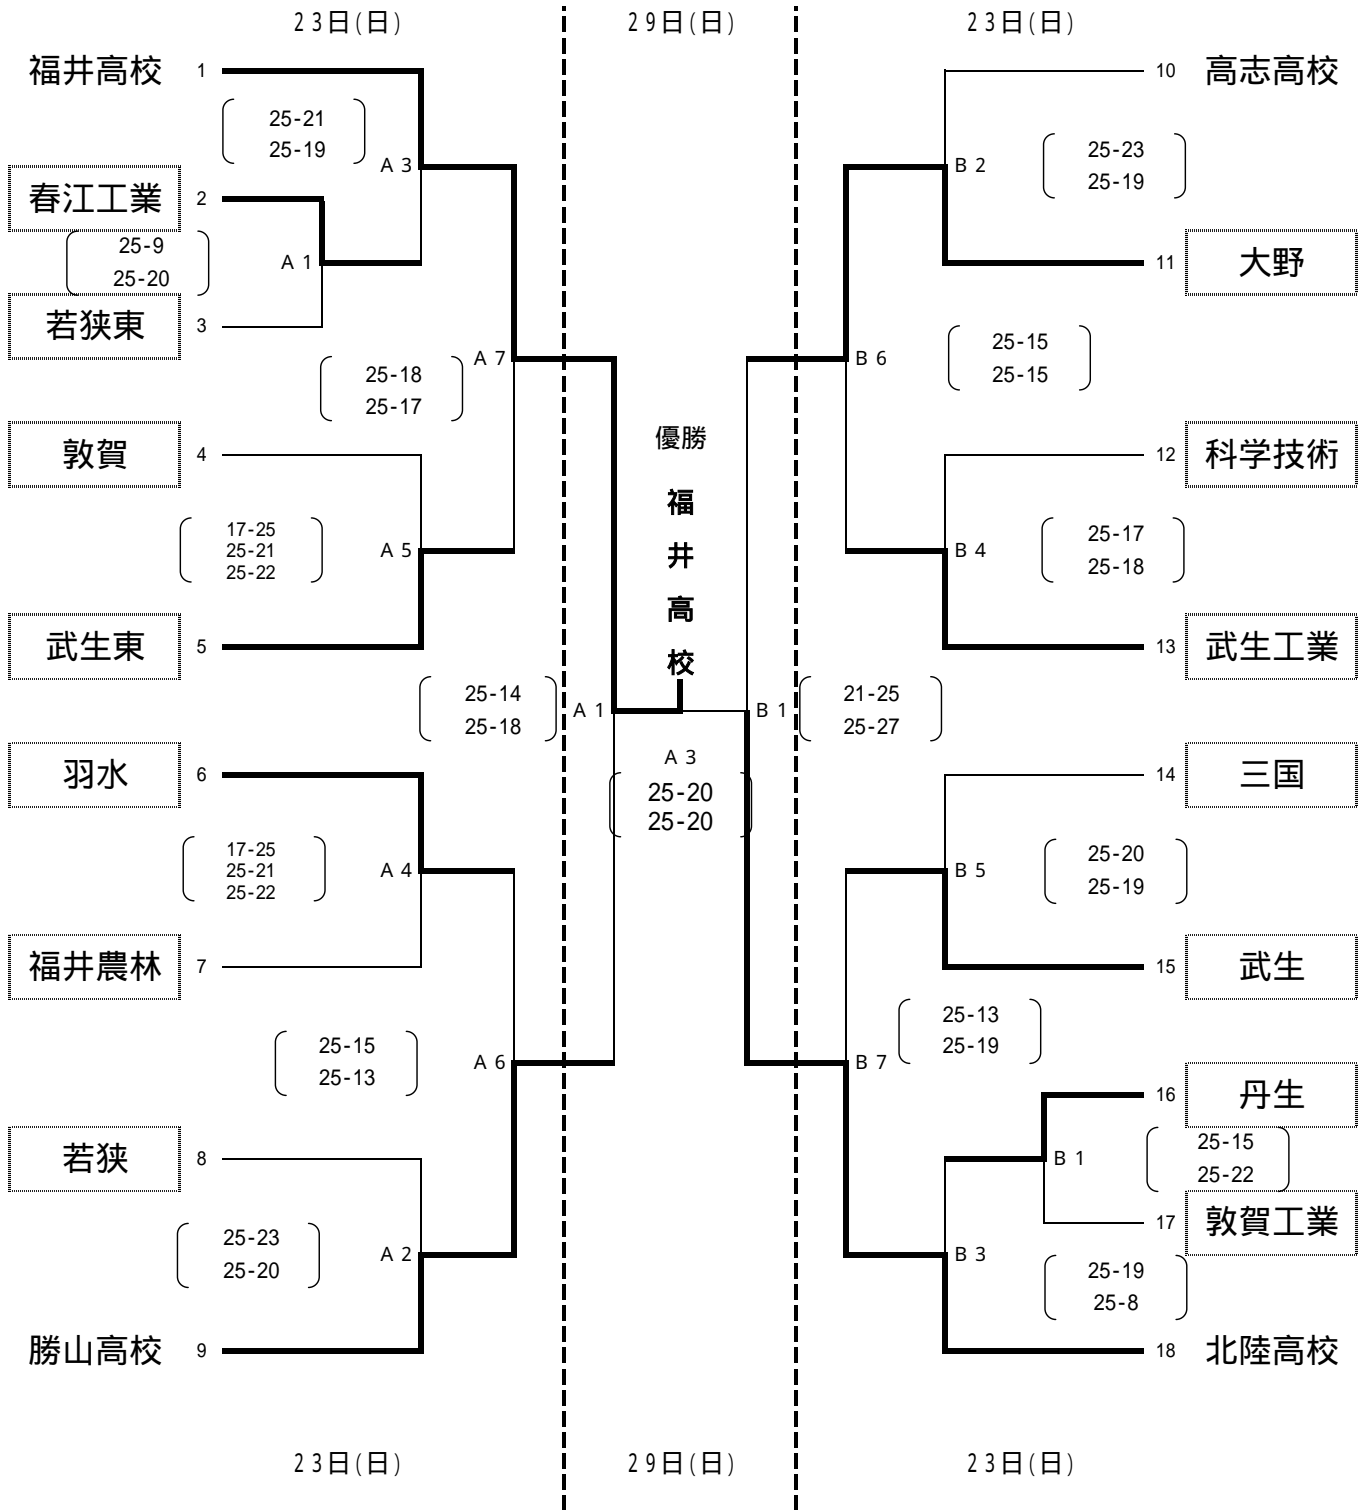 23日(日)
29日(日)
23日(日)
福井高校 1
25-21
25-19
A 3
春江工業 2
25-9
25-20
A 1
若狭東 3
A 7
25-18
25-17
敦賀 4
17-25
25-21
25-22
A 5
武生東 5
25-14
25-18
A 1
羽水 6
17-25
25-21
25-22
A 4
福井農林 7
25-15
25-13
A 6
若狭 8
25-23
25-20
A 2
勝山高校 9
優勝
福井高校
A 3
25-20
25-20
10 高志高校
B 2
25-23
25-19
11 大野
B 6
25-15
25-15
12 科学技術
B 4
25-17
25-18
13 武生工業
B 1
21-25
25-27
14 三国
B 5
25-20
25-19
15 武生
25-13
25-19
B 7
16 丹生
B 1
25-15
25-22
17 敦賀工業
B 3
25-19
25-8
18 北陸高校
23日(日)
29日(日)
23日(日)